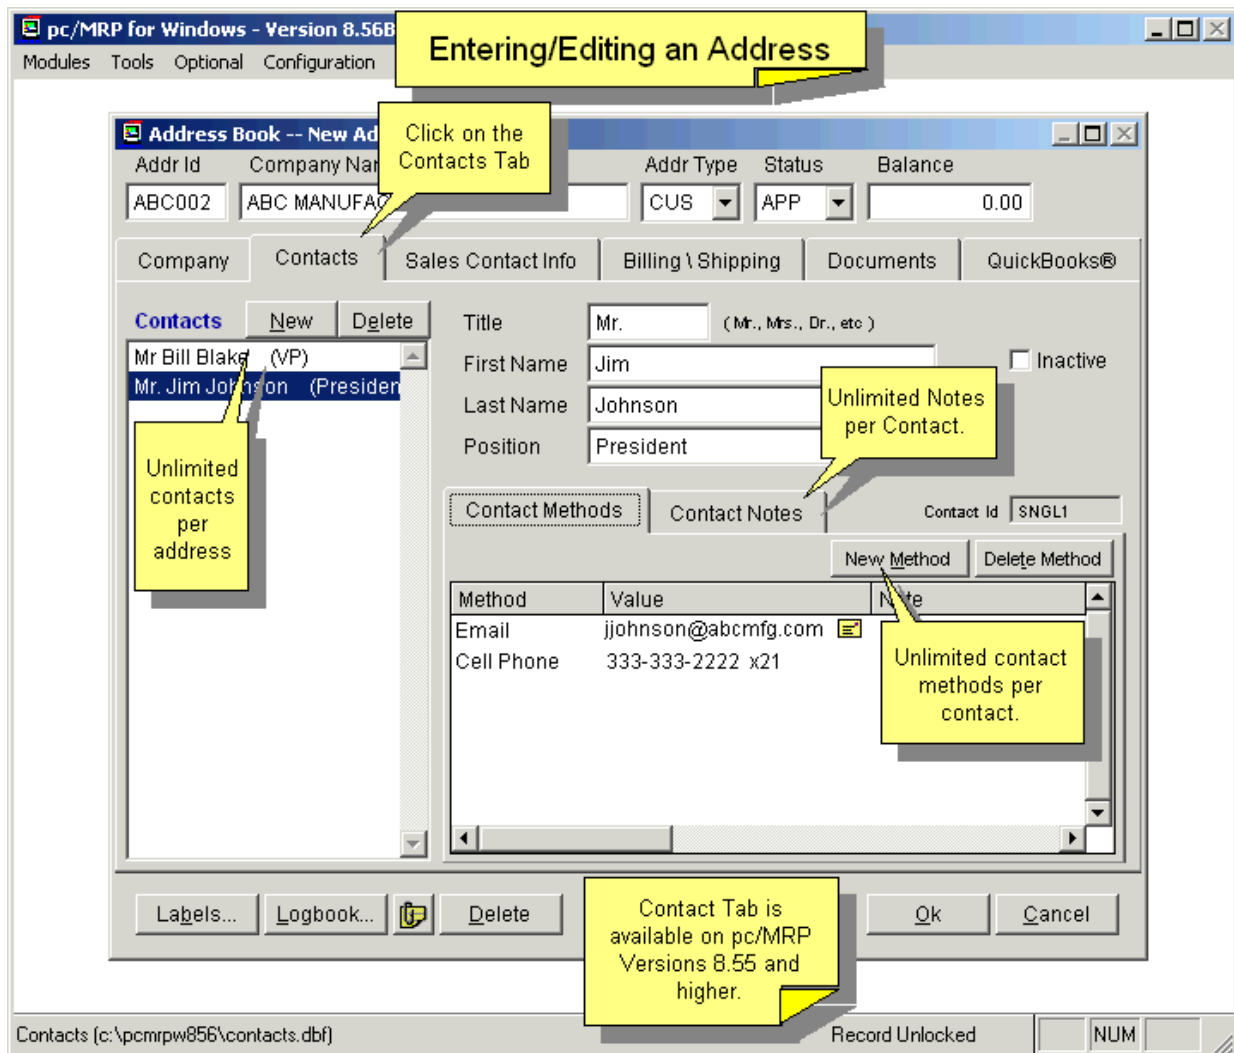 pc/MRP for Windows - Version 8.56B
Entering/Editing an Address
Modules Tools Optional Configuration
Address Book -- New Ad
Click on the
Contacts Tab
Addr Id Company Nam Addr Type Status Balance
ABC002 ABC MANUFAC CUS APP 0.00
Company Contacts Sales Contact Info Billing \ Shipping Documents QuickBooks®
Contacts New Delete
Mr Bill Blake (VP)
Mr. Jim Johnson (Presiden
Unlimited
contacts
per
address
Title Mr. ( Mr., Mrs., Dr., etc )
First Name Jim Inactive
Last Name Johnson
Position President
Unlimited Notes
per Contact.
Contact Methods Contact Notes Contact Id SNGL1
New Method Delete Method
Method Value Note
Email jjohnson@abcmfg.com
Cell Phone 333-333-2222 x21
Unlimited contact
methods per
contact.
Labels... Logbook... Delete Ok Cancel
Contact Tab is
available on pc/MRP
Versions 8.55 and
higher.
Contacts (c:\pcmrpw856\contacts.dbf) Record Unlocked NUM